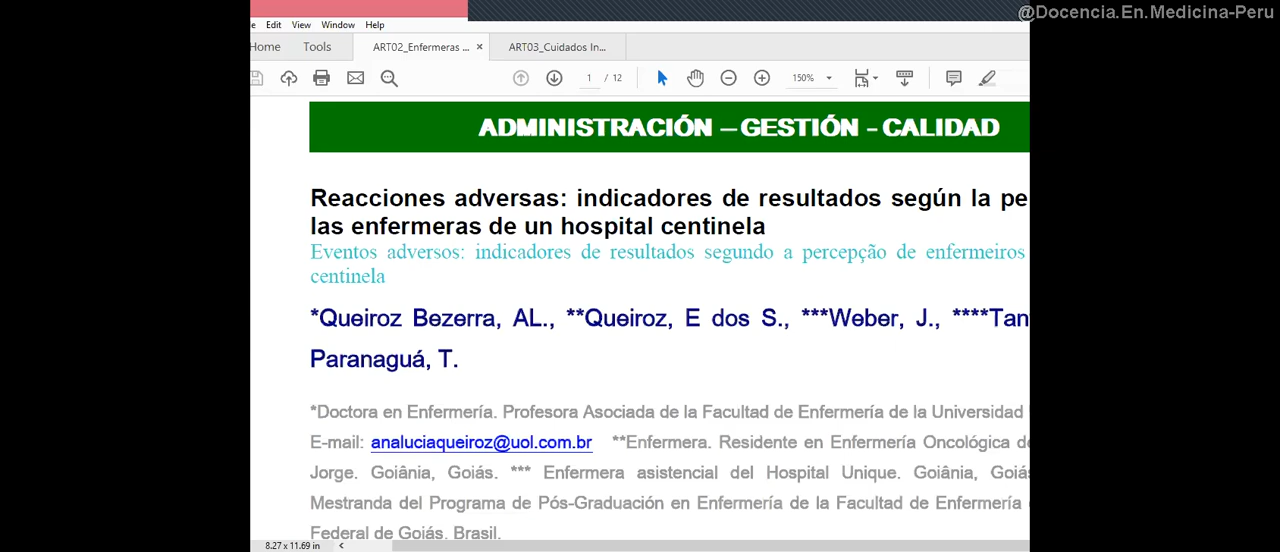 @Docencia.En.Medicina-Peru
Edit View Window Help
Home Tools ART02_Enfermeras ... × ART03_Cuidados In...
1 / 12 150%
ADMINISTRACIÓN – GESTIÓN - CALIDAD
Reacciones adversas: indicadores de resultados según la pe
las enfermeras de un hospital centinela
Eventos adversos: indicadores de resultados segundo a percepção de enfermeiros
centinela
*Queiroz Bezerra, AL., **Queiroz, E dos S., ***Weber, J., ****Tan
Paranaguá, T.
*Doctora en Enfermería. Profesora Asociada de la Facultad de Enfermería de la Universidad
E-mail: analuciaqueiroz@uol.com.br **Enfermera. Residente en Enfermería Oncológica de
Jorge. Goiânia, Goiás. *** Enfermera asistencial del Hospital Unique. Goiânia, Goiás
Mestranda del Programa de Pós-Graduación en Enfermería de la Facultad de Enfermería
Federal de Goiás. Brasil.
8.27 x 11.69 in